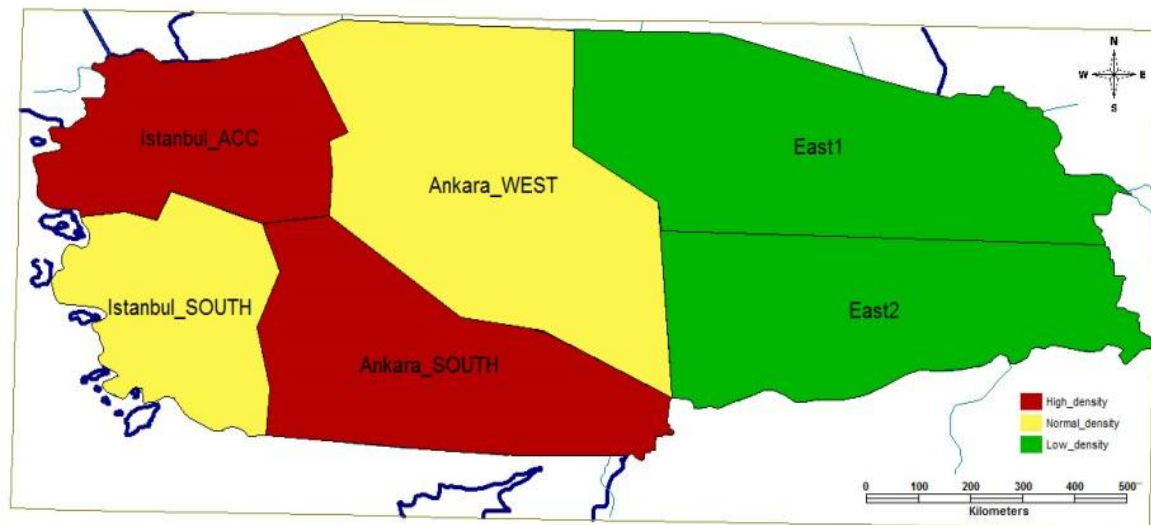 N
W E
S
Istanbul_ACC
East1
Ankara_WEST
Istanbul_SOUTH
East2
Ankara_SOUTH
High_density
Normal_density
Low_density
0 100 200 300 400 500
Kilometers